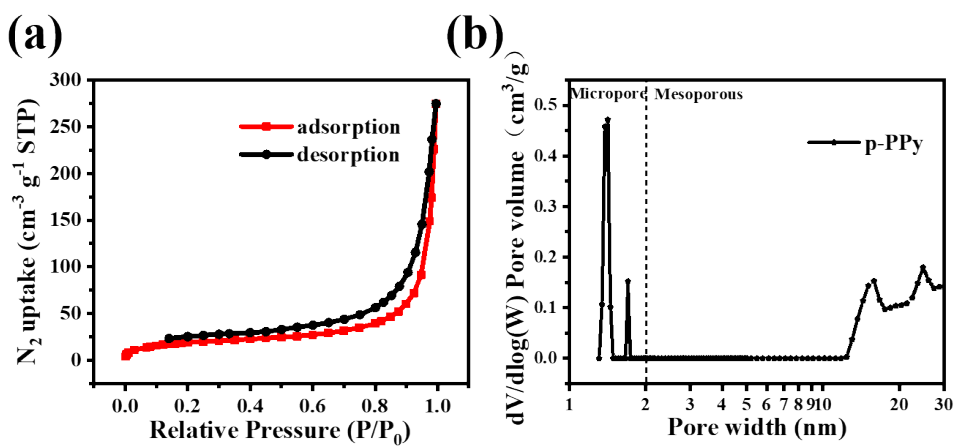 (a)
N₂ uptake (cm⁻³ g⁻¹ STP)
300
250
200
150
100
50
0
adsorption
desorption
0.0 0.2 0.4 0.6 0.8 1.0
Relative Pressure (P/P₀)
(b)
dV/dlog(W) Pore volume（cm³/g）
0.5
0.4
0.3
0.2
0.1
0.0
Micropore Mesoporous
p-PPy
1 2 3 4 5 6 7 8 910 20 30
Pore width (nm)